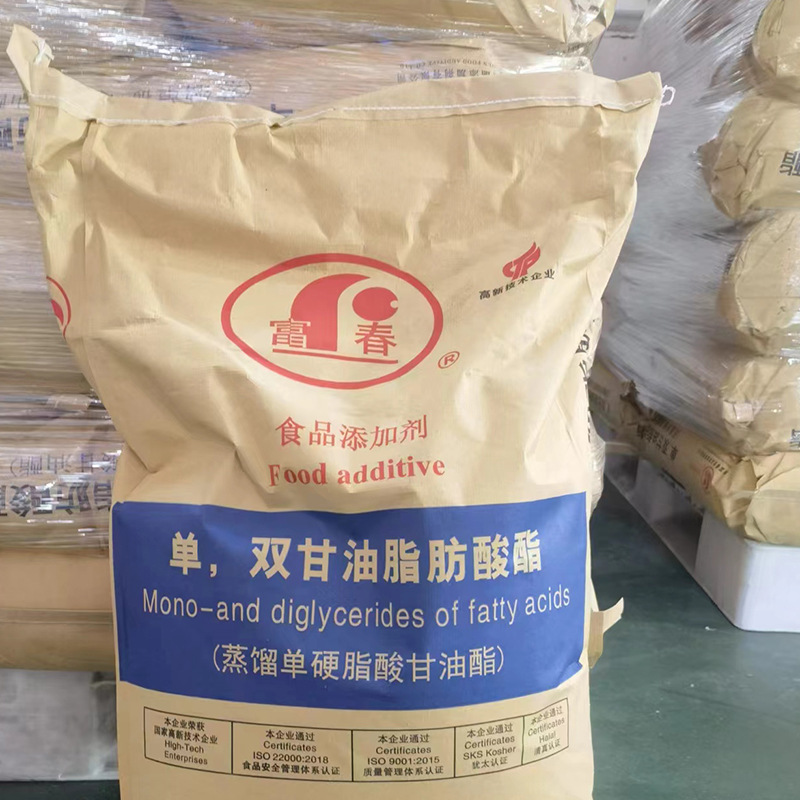 富春
®
高新技术企业
食品添加剂
Food additive
单，双甘油脂肪酸酯
Mono-and diglycerides of fatty acids
(蒸馏单硬脂酸甘油酯)
本企业荣获
国家高新技术企业
High-Tech
Enterprises
本企业通过
Certificates
ISO 22000:2018
食品安全管理体系认证
本企业通过
Certificates
ISO 9001:2015
质量管理体系认证
本企业通过
Certificates
SKS Kosher
犹太认证
本企业通过
Certificates
Halal
清真认证